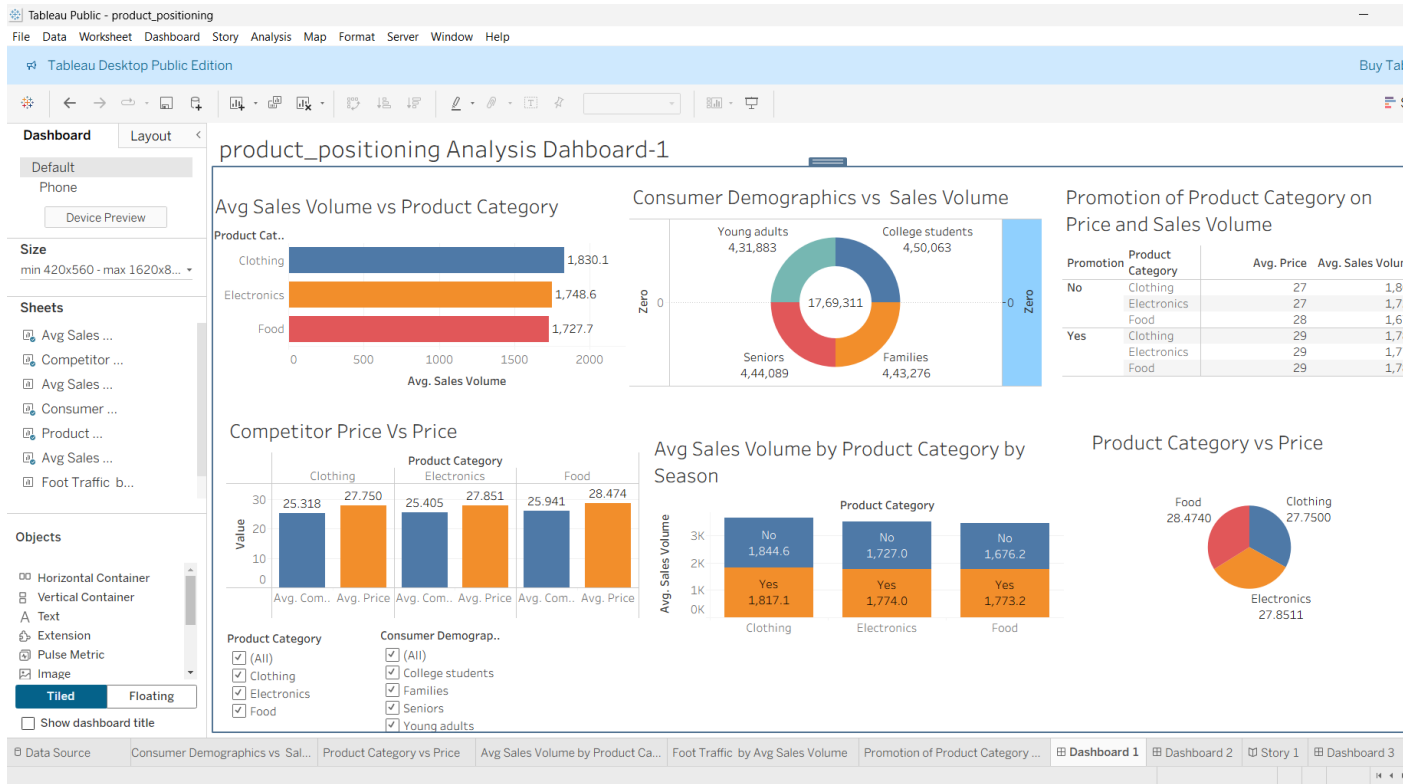 Tableau Public - product_positioning
File Data Worksheet Dashboard Story Analysis Map Format Server Window Help
Tableau Desktop Public Edition
Buy Tab
Dashboard Layout
Default
Phone
Device Preview
Size
min 420x560 - max 1620x8...
Sheets
Avg Sales ...
Competitor ...
Avg Sales ...
Consumer ...
Product ...
Avg Sales ...
Foot Traffic b...
Objects
Horizontal Container
Vertical Container
Text
Extension
Pulse Metric
Image
Tiled Floating
Show dashboard title
product_positioning Analysis Dahboard-1
Avg Sales Volume vs Product Category
Product Cat..
Clothing 1,830.1
Electronics 1,748.6
Food 1,727.7
0 500 1000 1500 2000
Avg. Sales Volume
Consumer Demographics vs Sales Volume
Young adults
4,31,883
College students
4,50,063
Zero 0
17,69,311
0 Zero
Seniors
4,44,089
Families
4,43,276
Promotion of Product Category on
Price and Sales Volume
Promotion Product Category Avg. Price Avg. Sales Volum
No Clothing 27 1,8
Electronics 27 1,7
Food 28 1,6
Yes Clothing 29 1,7
Electronics 29 1,7
Food 29 1,7
Competitor Price Vs Price
Product Category
Clothing Electronics Food
Value
30
20
10
0
25.318 27.750 25.405 27.851 25.941 28.474
Avg. Com.. Avg. Price Avg. Com.. Avg. Price Avg. Com.. Avg. Price
Product Category
(All)
Clothing
Electronics
Food
Consumer Demograp..
(All)
College students
Families
Seniors
Young adults
Avg Sales Volume by Product Category by
Season
Product Category
Avg. Sales Volume
3K
2K
1K
0K
No
1,844.6
No
1,727.0
No
1,676.2
Yes
1,817.1
Yes
1,774.0
Yes
1,773.2
Clothing Electronics Food
Product Category vs Price
Food
28.4740
Clothing
27.7500
Electronics
27.8511
Data Source Consumer Demographics vs Sal... Product Category vs Price Avg Sales Volume by Product Ca... Foot Traffic by Avg Sales Volume Promotion of Product Category ... Dashboard 1 Dashboard 2 Story 1 Dashboard 3